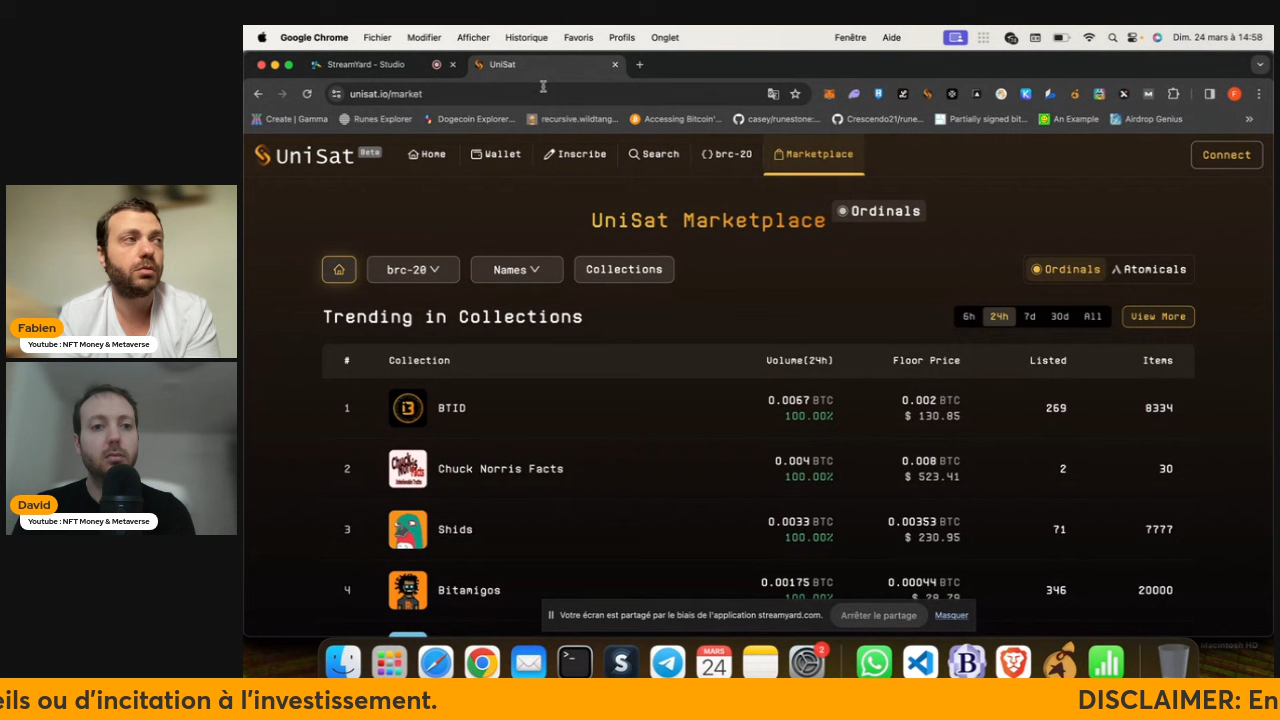 Google Chrome Fichier Modifier Afficher Historique Favoris Profils Onglet Fenêtre Aide Dim. 24 mars à 14:58
StreamYard - Studio UniSat
unisat.io/market
Create | Gamma Runes Explorer Dogecoin Explorer... recursive.wildtang... Accessing Bitcoin'... casey/runestone:... Crescendo21/rune... Partially signed bit... An Example Airdrop Genius
UniSat Beta Home Wallet Inscribe Search brc-20 Marketplace Connect
UniSat Marketplace Ordinals
brc-20 Names Collections Ordinals Atomicals
Trending in Collections 6h 24h 7d 30d All View More
# Collection Volume(24h) Floor Price Listed Items
1 BTID 0.0067 BTC 100.00% 0.002 BTC $ 130.85 269 8334
2 Chuck Norris Facts 0.004 BTC 100.00% 0.008 BTC $ 523.41 2 30
3 Shids 0.0033 BTC 100.00% 0.00353 BTC $ 230.95 71 7777
4 Bitamigos 0.00175 BTC 100.00% 0.00044 BTC $ 28.79 346 20000
Votre écran est partagé par le biais de l'application streamyard.com. Arrêter le partage Masquer
Fabien
Youtube : NFT Money & Metaverse
David
Youtube : NFT Money & Metaverse
MARS
24
2
Macintosh HD
eils ou d'incitation à l'investissement. DISCLAIMER: En